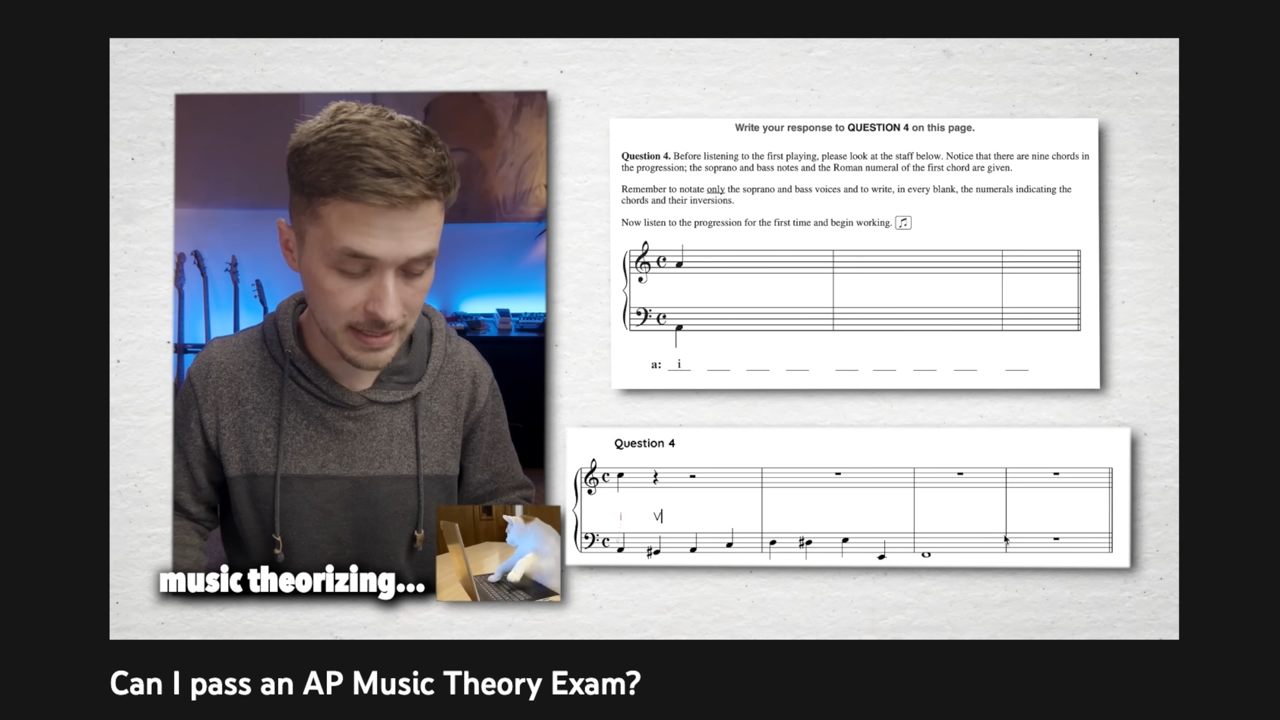 Write your response to QUESTION 4 on this page.
Question 4. Before listening to the first playing, please look at the staff below. Notice that there are nine chords in
the progression; the soprano and bass notes and the Roman numeral of the first chord are given.
Remember to notate only the soprano and bass voices and to write, in every blank, the numerals indicating the
chords and their inversions.
Now listen to the progression for the first time and begin working.
a: i
Question 4
i V
music theorizing...
Can I pass an AP Music Theory Exam?